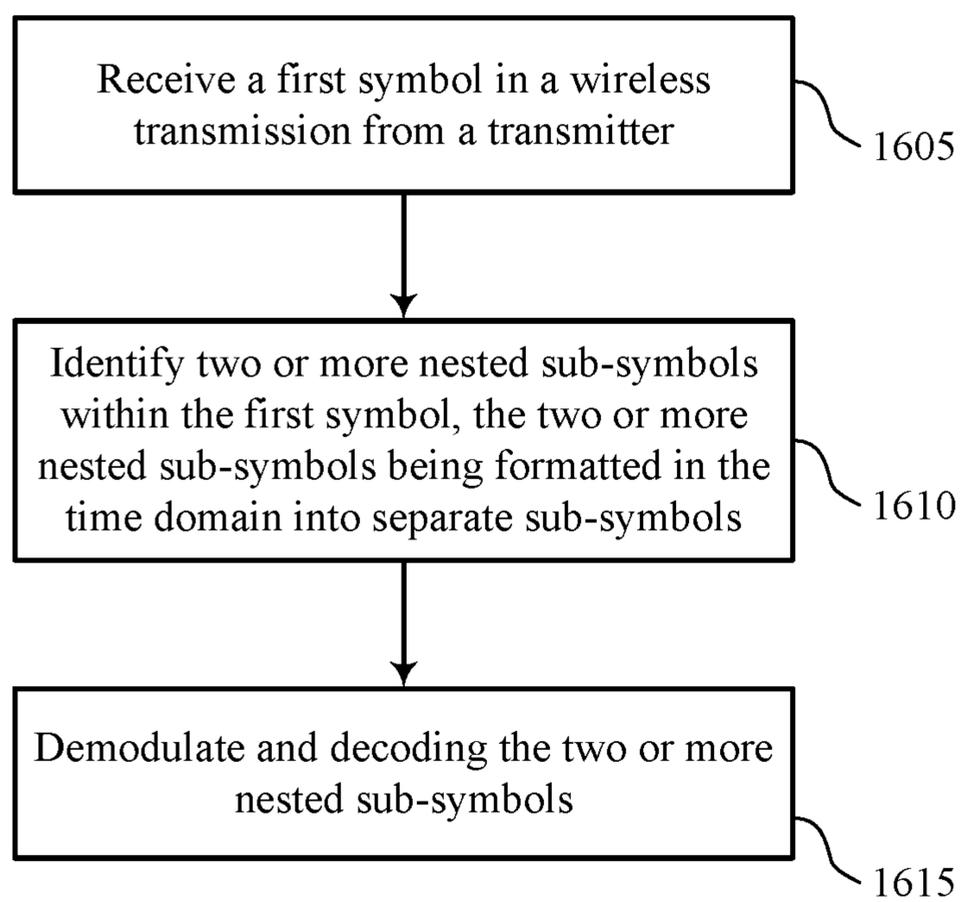 Receive a first symbol in a wireless
transmission from a transmitter
1605
Identify two or more nested sub-symbols
within the first symbol, the two or more
nested sub-symbols being formatted in the
time domain into separate sub-symbols
1610
Demodulate and decoding the two or more
nested sub-symbols
1615